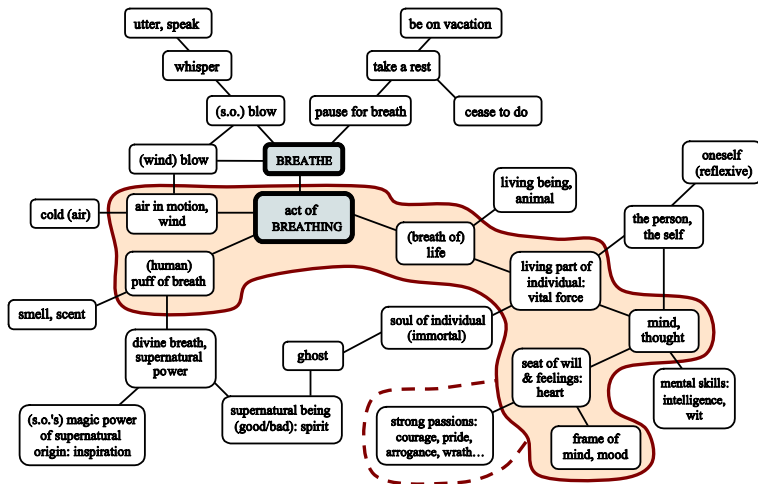 utter, speak
be on vacation
whisper
take a rest
(s.o.) blow
pause for breath
cease to do
(wind) blow
BREATHE
oneself
(reflexive)
living being,
animal
cold (air)
air in motion,
wind
act of
BREATHING
(breath of)
life
the person,
the self
(human)
puff of breath
living part of
individual:
vital force
smell, scent
soul of individual
(immortal)
mind,
thought
divine breath,
supernatural
power
ghost
seat of will
& feelings:
heart
mental skills:
intelligence,
wit
(s.o.'s) magic power
of supernatural
origin: inspiration
supernatural being
(good/bad): spirit
strong passions:
courage, pride,
arrogance, wrath...
frame of
mind, mood